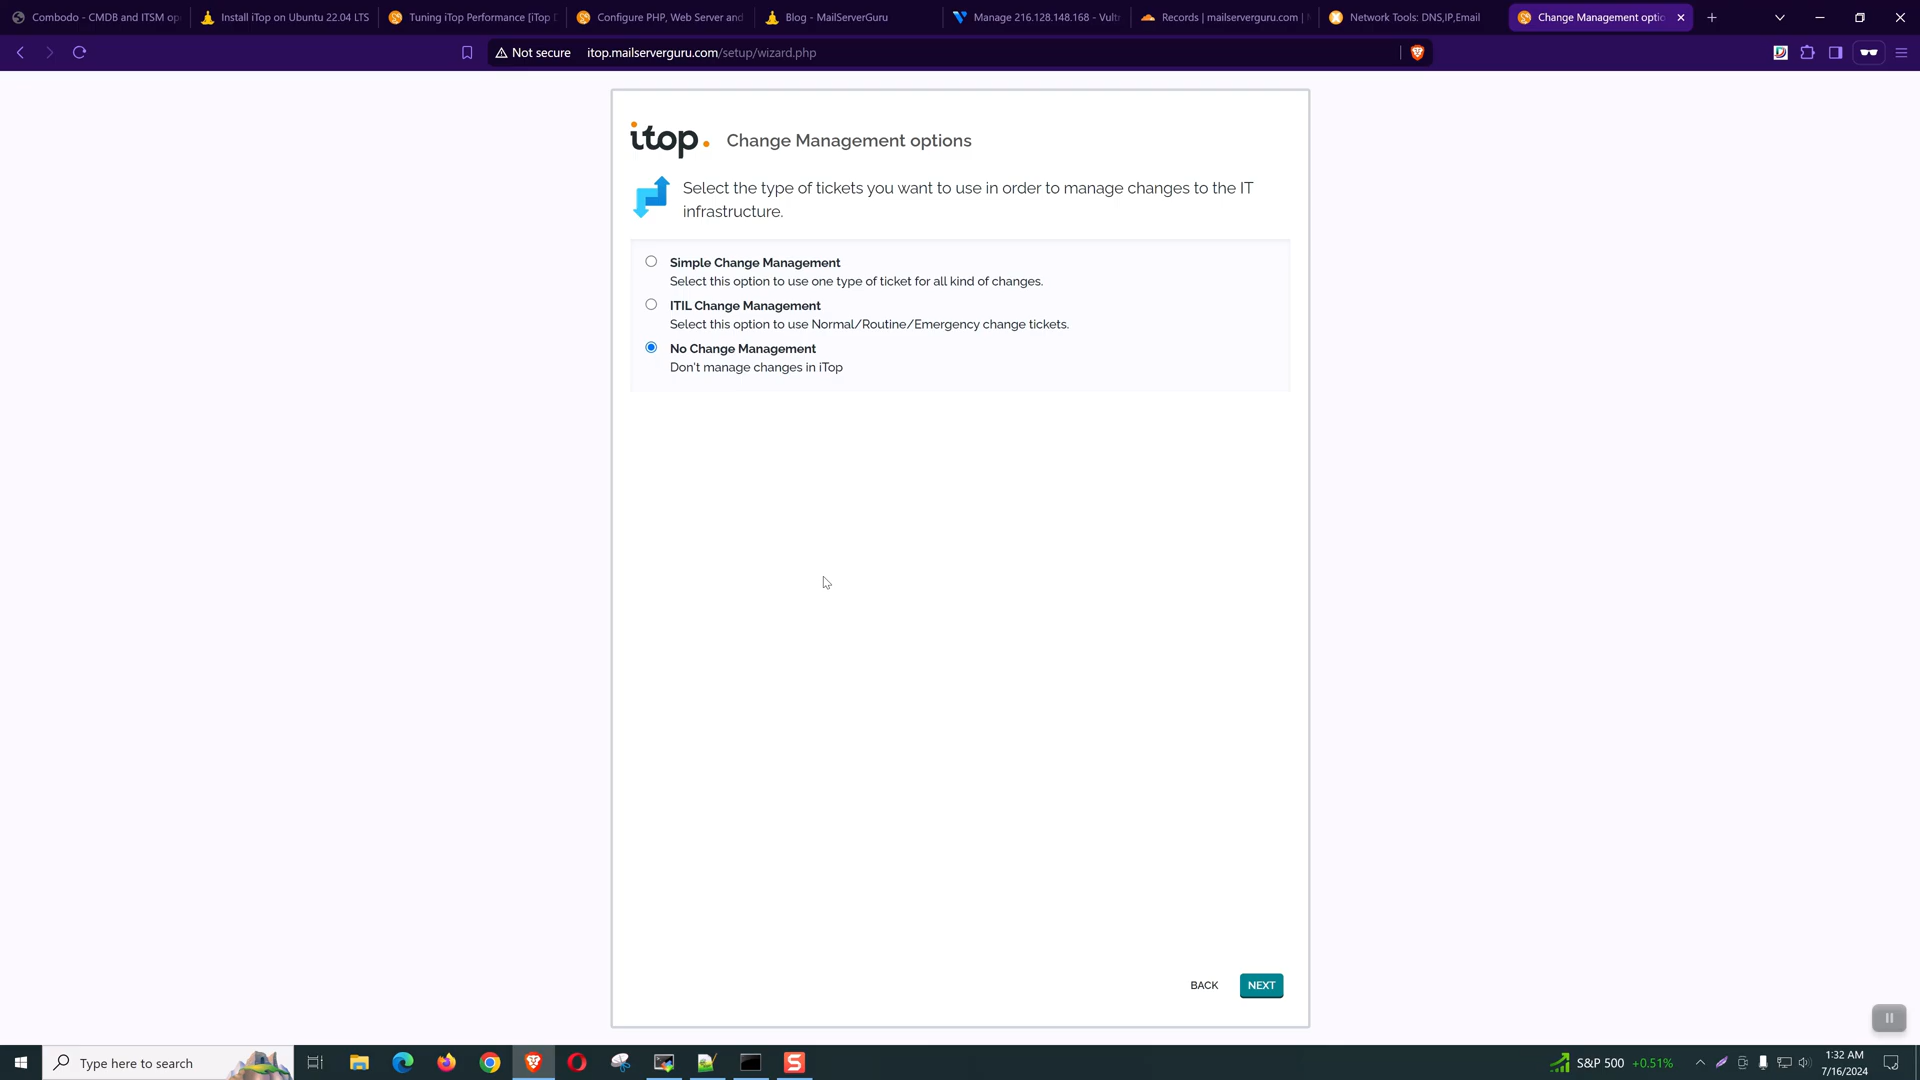 Combodo - CMDB and ITSM op
Install iTop on Ubuntu 22.04 LTS
Tuning iTop Performance [iTop D
Configure PHP, Web Server and
Blog - MailServerGuru
Manage 216.128.148.168 - Vultr
Records | mailserverguru.com |
Network Tools: DNS,IP,Email
Change Management optio
Not secure
itop.mailserverguru.com/setup/wizard.php
itop.
Change Management options
Select the type of tickets you want to use in order to manage changes to the IT
infrastructure.
Simple Change Management
Select this option to use one type of ticket for all kind of changes.
ITIL Change Management
Select this option to use Normal/Routine/Emergency change tickets.
No Change Management
Don't manage changes in iTop
BACK
NEXT
Type here to search
S&P 500 +0.51%
1:32 AM
7/16/2024